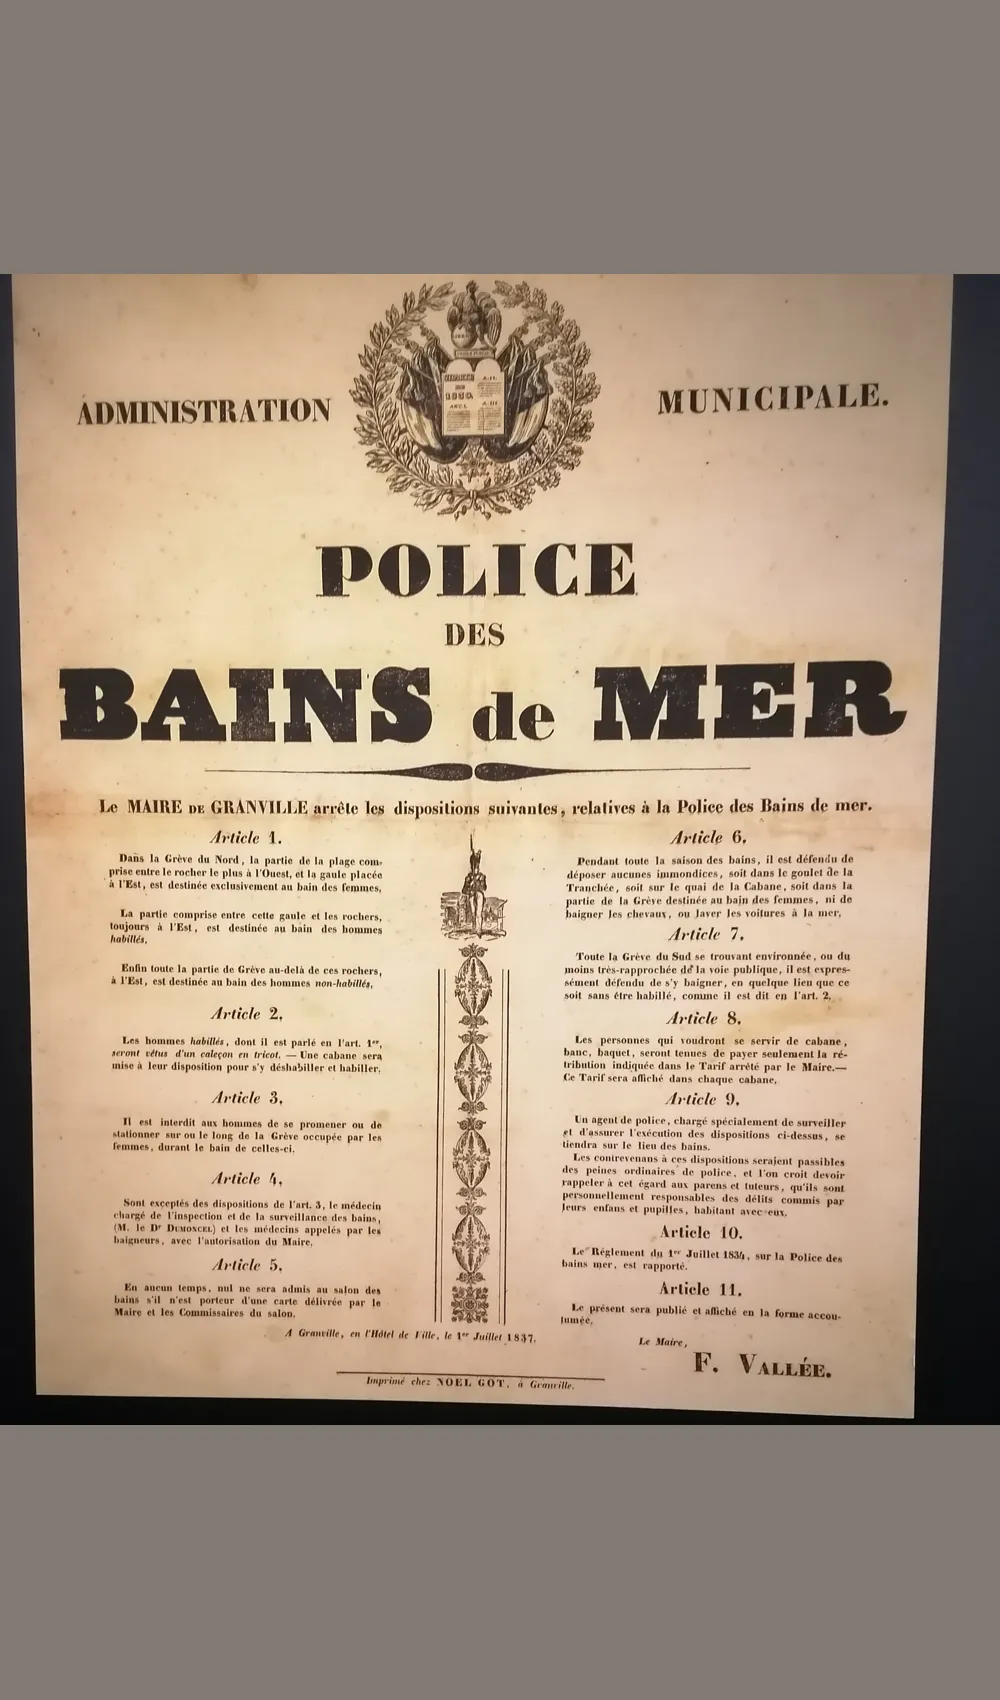 ADMINISTRATION MUNICIPALE.
CHARTE
DE
1830.
ART. I.
A. II.
A. III
POLICE
DES
BAINS de MER
Le MAIRE DE GRANVILLE arrête les dispositions suivantes, relatives à la Police des Bains de mer.
Article 1.
Dans la Grève du Nord, la partie de la plage com-
prise entre le rocher le plus à l'Ouest, et la gaule placée
à l'Est, est destinée exclusivement au bain des femmes.
La partie comprise entre cette gaule et les rochers,
toujours à l'Est, est destinée au bain des hommes
habillés.
Enfin toute la partie de Grève au-delà de ces rochers,
à l'Est, est destinée au bain des hommes non-habillés.
Article 2.
Les hommes habillés, dont il est parlé en l'art. 1er,
seront vêtus d'un caleçon en tricot. — Une cabane sera
mise à leur disposition pour s'y déshabiller et habiller.
Article 3.
Il est interdit aux hommes de se promener ou de
stationner sur ou le long de la Grève occupée par les
femmes, durant le bain de celles-ci.
Article 4.
Sont exceptés des dispositions de l'art. 3, le médecin
chargé de l'inspection et de la surveillance des bains,
(M. le Dr DUMONCEL) et les médecins appelés par les
baigneurs, avec l'autorisation du Maire.
Article 5.
En aucun temps, nul ne sera admis au salon des
bains s'il n'est porteur d'une carte délivrée par le
Maire et les Commissaires du salon.
Article 6.
Pendant toute la saison des bains, il est défendu de
déposer aucunes immondices, soit dans le goulet de la
Tranchée, soit sur le quai de la Cabane, soit dans la
partie de la Grève destinée au bain des femmes, ni de
baigner les chevaux, ou laver les voitures à la mer.
Article 7.
Toute la Grève du Sud se trouvant environnée, ou du
moins très-rapprochée de la voie publique, il est expres-
sément défendu de s'y baigner, en quelque lieu que ce
soit sans être habillé, comme il est dit en l'art. 2.
Article 8.
Les personnes qui voudront se servir de cabane,
banc, baquet, seront tenues de payer seulement la ré-
tribution indiquée dans le Tarif arrêté par le Maire.—
Ce Tarif sera affiché dans chaque cabane.
Article 9.
Un agent de police, chargé spécialement de surveiller
et d'assurer l'exécution des dispositions ci-dessus, se
tiendra sur le lieu des bains.
Les contrevenans à ces dispositions seraient passibles
des peines ordinaires de police, et l'on croit devoir
rappeler à cet égard aux parens et tuteurs, qu'ils sont
personnellement responsables des délits commis par
leurs enfans et pupilles, habitant avec eux.
Article 10.
Le Réglement du 1er Juillet 1834, sur la Police des
bains mer, est rapporté.
Article 11.
Le présent sera publié et affiché en la forme accou-
tumée.
A Granville, en l'Hôtel de Ville, le 1er Juillet 1837.
Le Maire,
F. VALLÉE.
Imprimé chez NOEL GOT, à Granville.